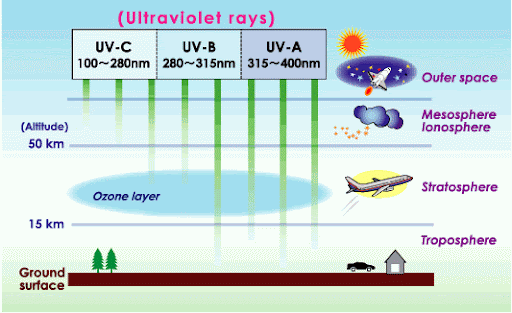 (Ultraviolet rays)
UV-C
100～280nm
UV-B
280～315nm
UV-A
315～400nm
Outer space
(Altitude)
Mesosphere
Ionosphere
50 km
Ozone layer
Stratosphere
15 km
Troposphere
Ground
surface